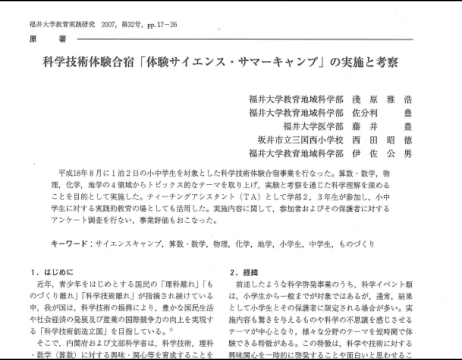 福井大学教育実践研究 2007，第32号，pp.17－26
原 著
科学技術体験合宿「体験サイエンス・サマーキャンプ」の実施と考察
福井大学教育地域科学部 淺 原 雅 浩
福井大学教育地域科学部 佐分利 豊
福井大学医学部 藤 井 豊
坂井市立三国西小学校 西 田 昭 徳
福井大学教育地域科学部 伊 佐 公 男
平成18年８月に１泊２日の小中学生を対象とした科学技術体験合宿事業を行なった。算数・数学，物
理，化学，地学の４領域からトピックス的なテーマを取り上げ，実験と考察を通じた科学理解を深める
ことを目的として実施した。ティーチングアシスタント（ＴＡ）として学部２，３年生が参加し，小中
学生に対する実践的教育の場としても活用した。実施内容に関して，参加者およびその保護者に対する
アンケート調査を行ない，事業評価もおこなった。
キーワード：サイエンスキャンプ，算数・数学，物理，化学，地学，小学生，中学生，ものづくり
１．はじめに
近年，青少年をはじめとする国民の「理科離れ」「も
のづくり離れ」「科学技術離れ」が指摘され続けている
中，我が国は，科学技術の振興により，豊かな国民生活
や社会経済の発展及び産業の国際競争力の向上を実現す
る「科学技術創造立国」を目指している。¹⁾
そこで，内閣府および文部科学省は，科学技術，理科
・数学（算数）に対する興味・関心等を育成することを
２．経緯
前述したような科学啓発事業のうち，科学イベント類
は，小学生から一般までが対象ではあるが，通常，結果
として小学生とその保護者に限定される場合が多い。実
施内容も驚きを与えるものや科学の不思議を感じさせる
テーマが中心となり，様々な分野のテーマを短時間で体
験できる特徴がある。この特徴は，科学や技術に対する
興味関心を一時的に啓発することや面白いと思わせるこ